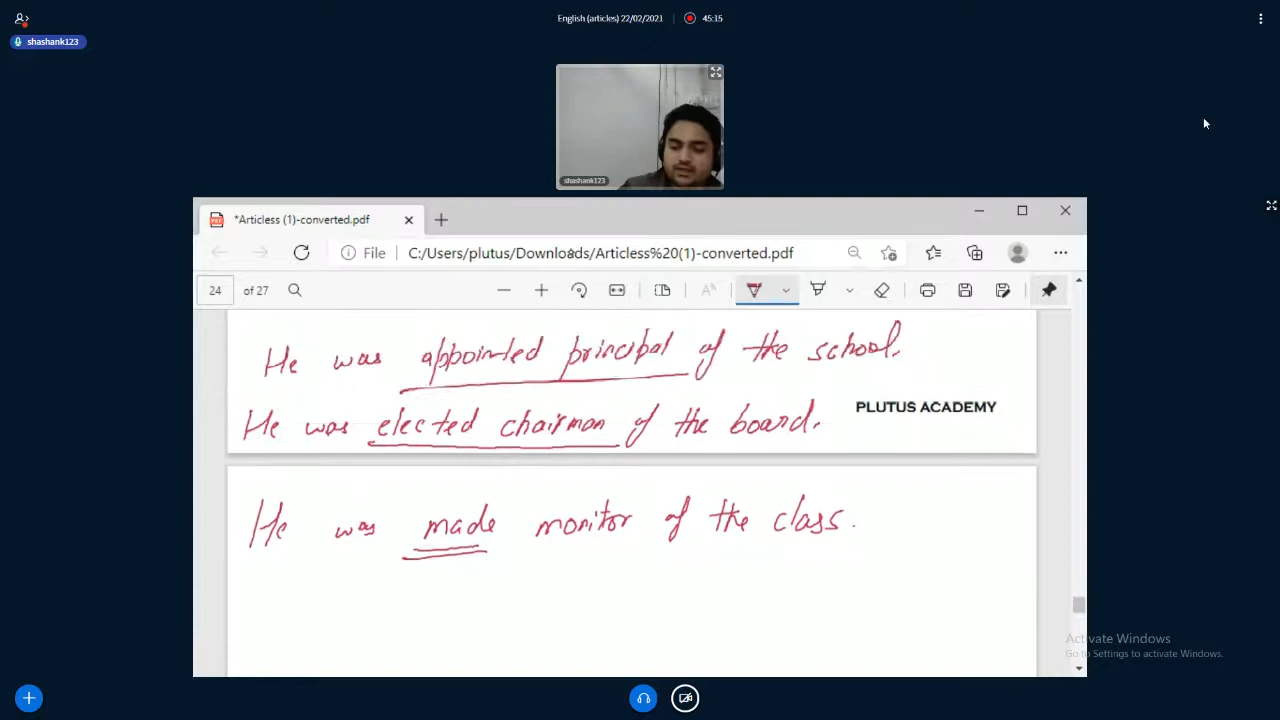 English (articles) 22/02/2021 45:15
shashank123
shashank123
*Articless (1)-converted.pdf
File C:/Users/plutus/Downloads/Articless%20(1)-converted.pdf
24 of 27
He was appointed principal of the school.
PLUTUS ACADEMY
He was elected chairman of the board.
He was made monitor of the class.
Activate Windows
Go to Settings to activate Windows.